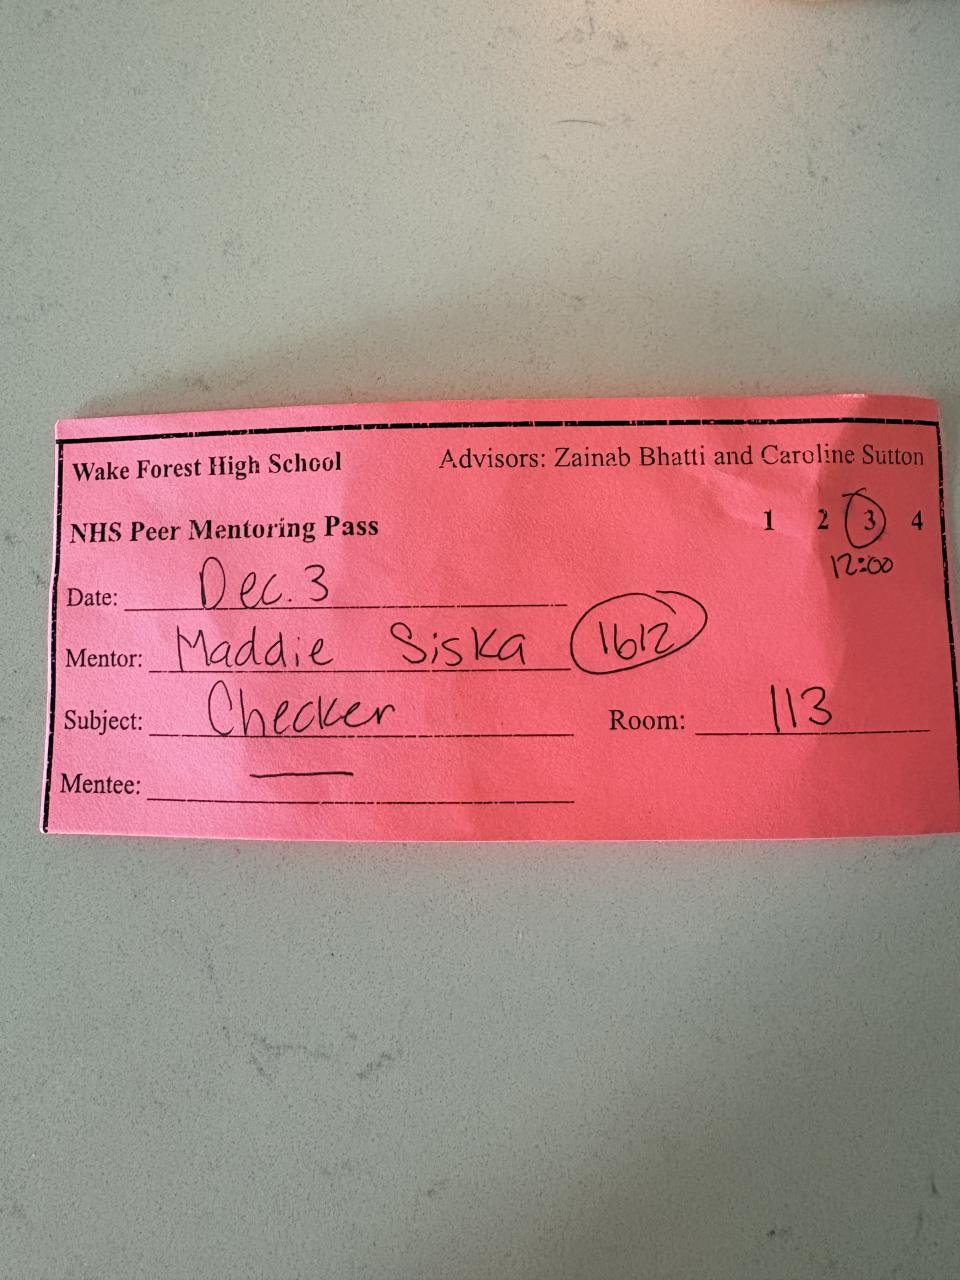 Wake Forest High School Advisors: Zainab Bhatti and Caroline Sutton
NHS Peer Mentoring Pass 1 2 3 4
12:00
Date: Dec. 3
Mentor: Maddie Siska 1612
Subject: Checker Room: 113
Mentee: —